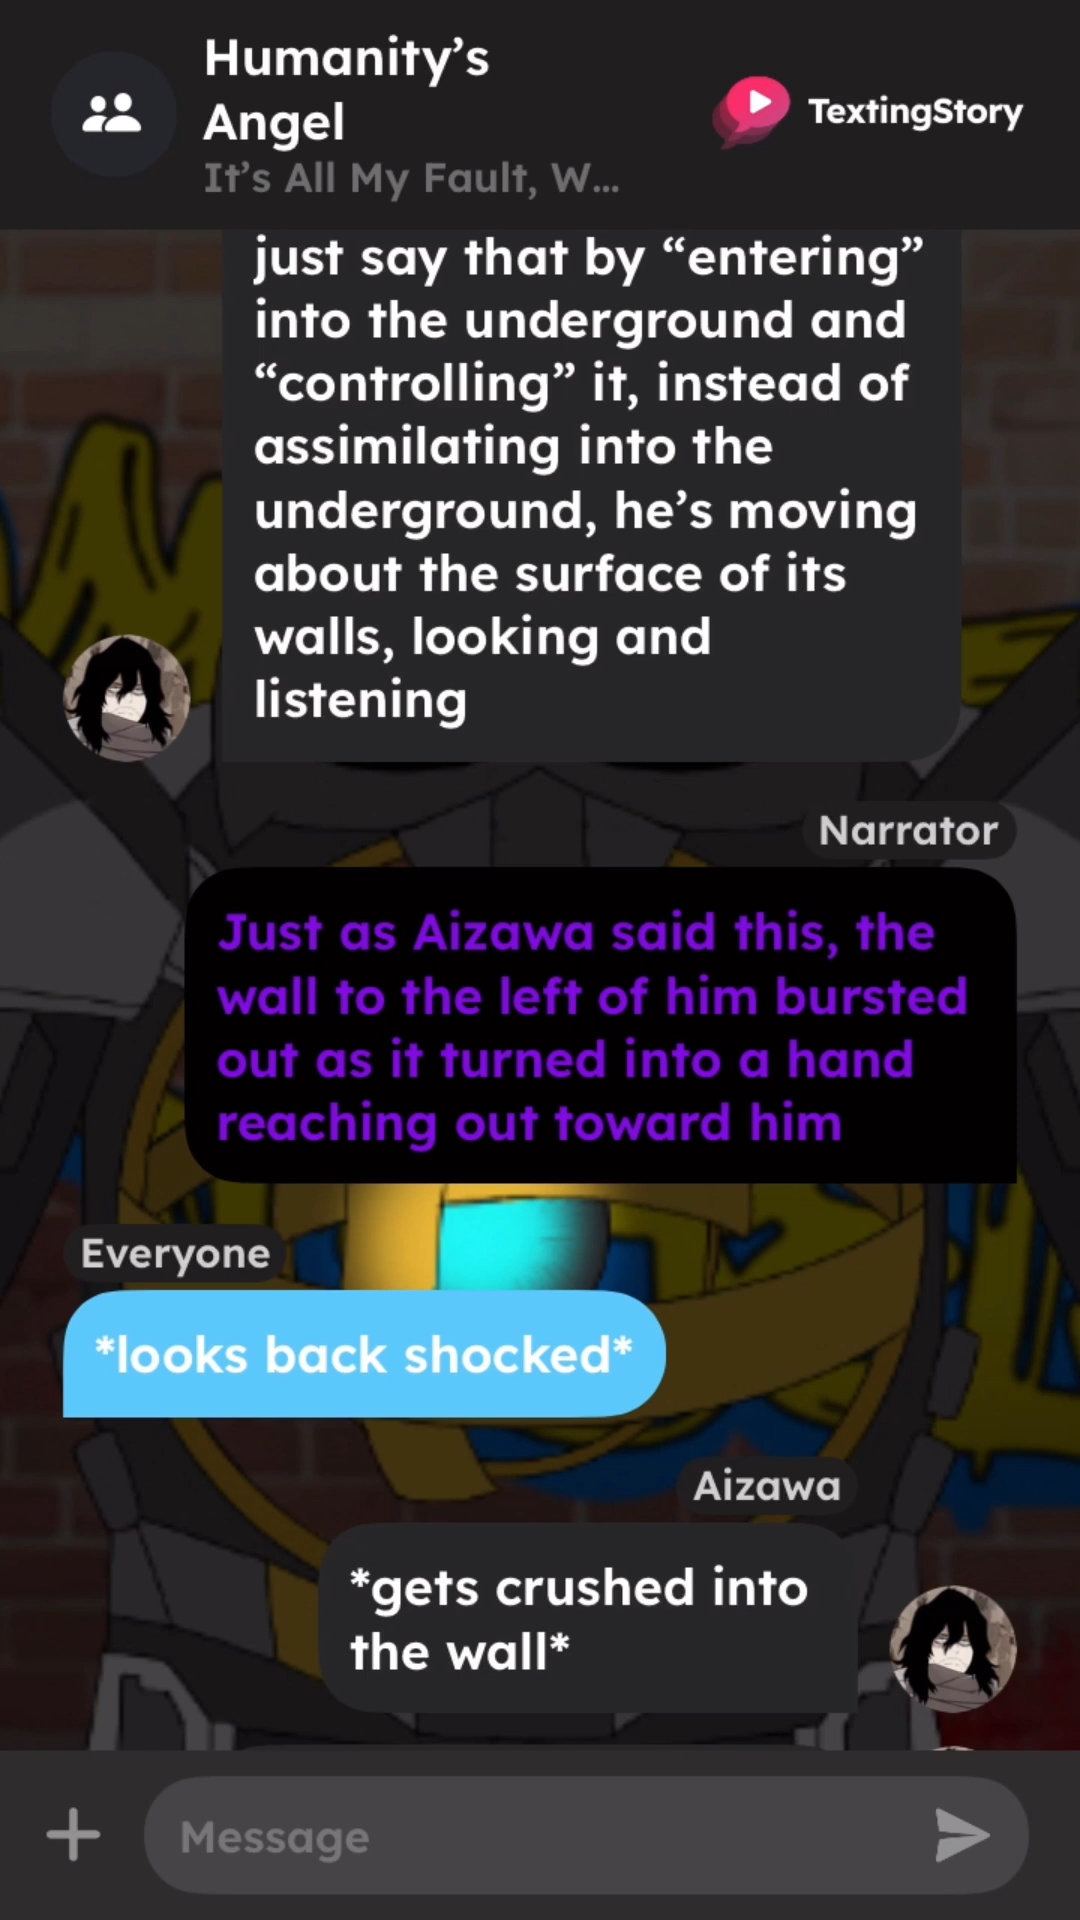 Humanity’s
Angel
TextingStory
It’s All My Fault, W...
just say that by “entering”
into the underground and
“controlling” it, instead of
assimilating into the
underground, he’s moving
about the surface of its
walls, looking and
listening
Narrator
Just as Aizawa said this, the
wall to the left of him bursted
out as it turned into a hand
reaching out toward him
Everyone
*looks back shocked*
Aizawa
*gets crushed into
the wall*
Message